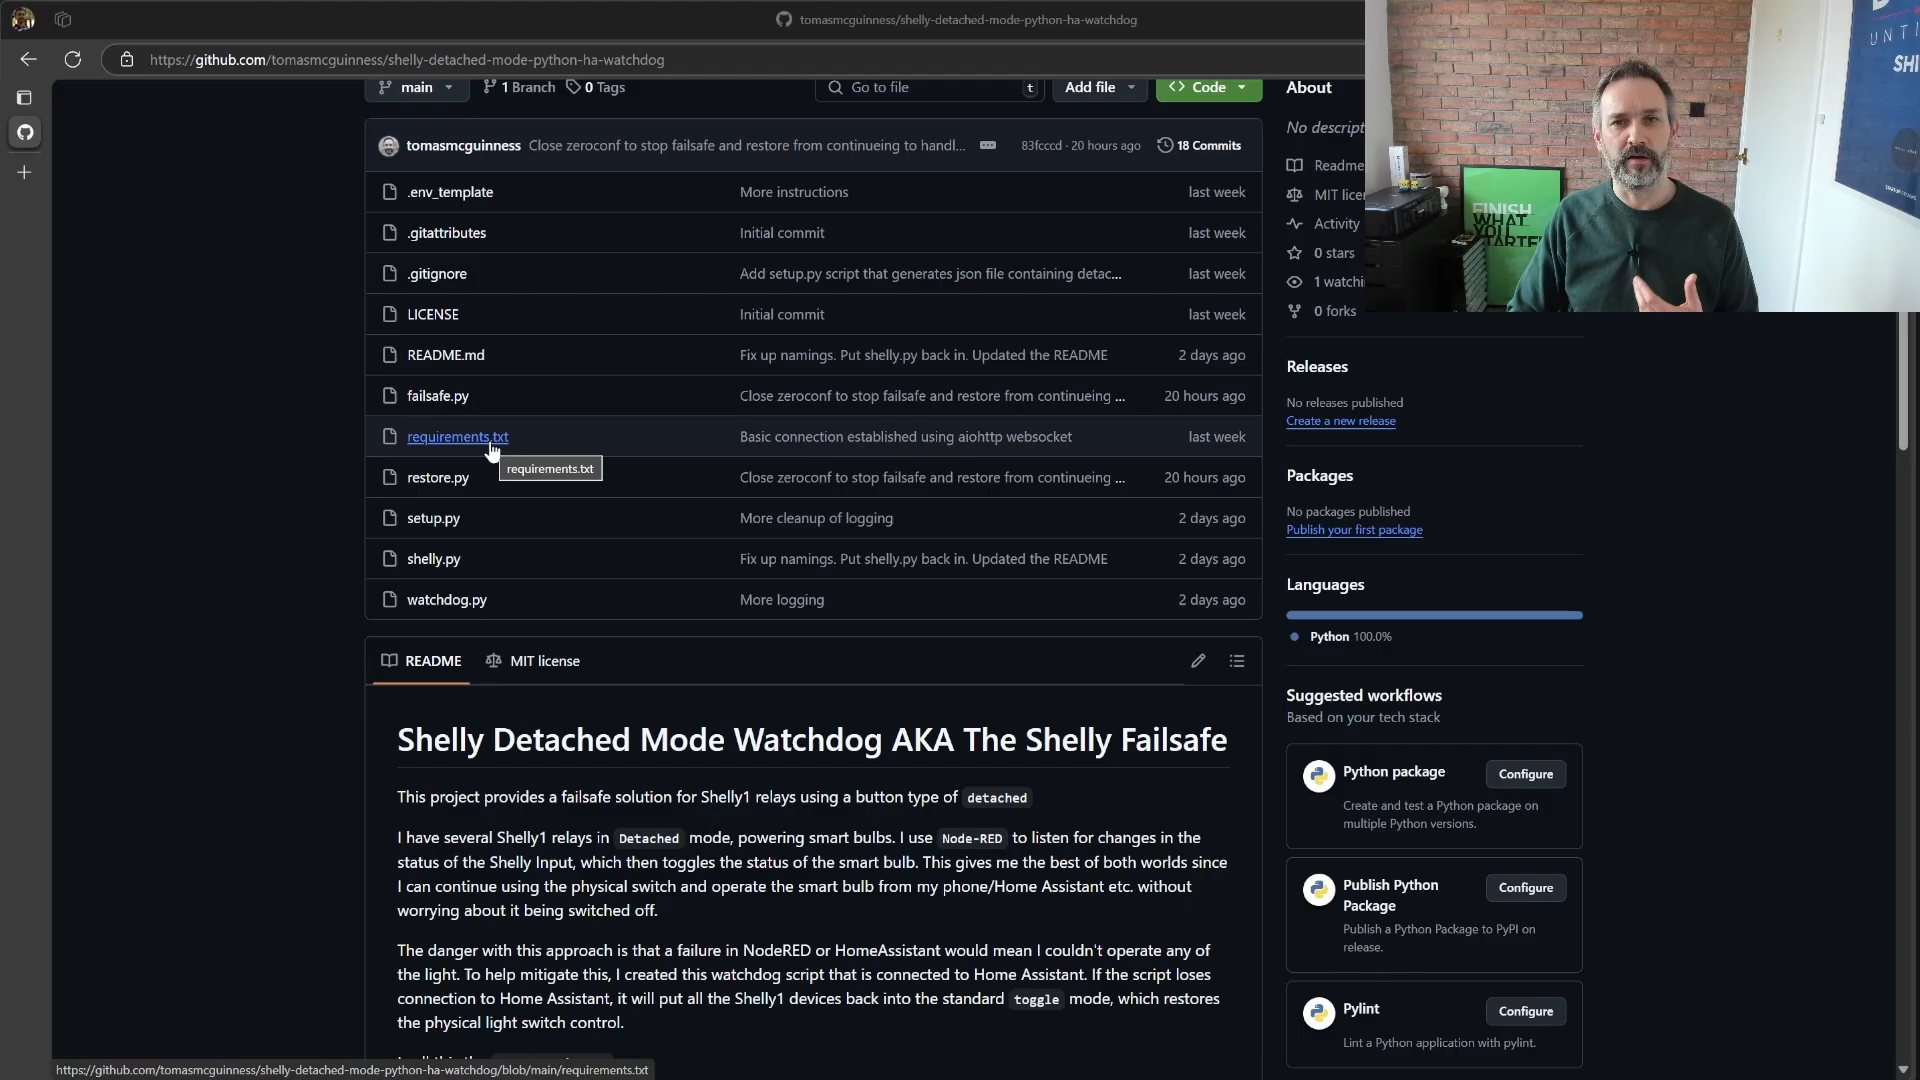 tomasmcguinness/shelly-detached-mode-python-ha-watchdog
https://github.com/tomasmcguinness/shelly-detached-mode-python-ha-watchdog
main
1 Branch
0 Tags
Go to file
t
Add file
Code
About
tomasmcguinness Close zeroconf to stop failsafe and restore from continueing to handl... 83fcccd · 20 hours ago 18 Commits
No descript
.env_template More instructions last week
.gitattributes Initial commit last week
.gitignore Add setup.py script that generates json file containing detac... last week
LICENSE Initial commit last week
README.md Fix up namings. Put shelly.py back in. Updated the README 2 days ago
failsafe.py Close zeroconf to stop failsafe and restore from continueing ... 20 hours ago
requirements.txt Basic connection established using aiohttp websocket last week
requirements.txt
restore.py Close zeroconf to stop failsafe and restore from continueing ... 20 hours ago
setup.py More cleanup of logging 2 days ago
shelly.py Fix up namings. Put shelly.py back in. Updated the README 2 days ago
watchdog.py More logging 2 days ago
README
MIT license
Shelly Detached Mode Watchdog AKA The Shelly Failsafe
This project provides a failsafe solution for Shelly1 relays using a button type of detached
I have several Shelly1 relays in Detached mode, powering smart bulbs. I use Node-RED to listen for changes in the
status of the Shelly Input, which then toggles the status of the smart bulb. This gives me the best of both worlds since
I can continue using the physical switch and operate the smart bulb from my phone/Home Assistant etc. without
worrying about it being switched off.
The danger with this approach is that a failure in NodeRED or HomeAssistant would mean I couldn't operate any of
the light. To help mitigate this, I created this watchdog script that is connected to Home Assistant. If the script loses
connection to Home Assistant, it will put all the Shelly1 devices back into the standard toggle mode, which restores
the physical light switch control.
https://github.com/tomasmcguinness/shelly-detached-mode-python-ha-watchdog/blob/main/requirements.txt
Readme
MIT licen
Activity
0 stars
1 watchi
0 forks
Releases
No releases published
Create a new release
Packages
No packages published
Publish your first package
Languages
Python 100.0%
Suggested workflows
Based on your tech stack
Python package
Configure
Create and test a Python package on
multiple Python versions.
Publish Python
Package
Configure
Publish a Python Package to PyPI on
release.
Pylint
Configure
Lint a Python application with pylint.
FINISH
WHAT
YOU
STARTE
UNTI
SHI